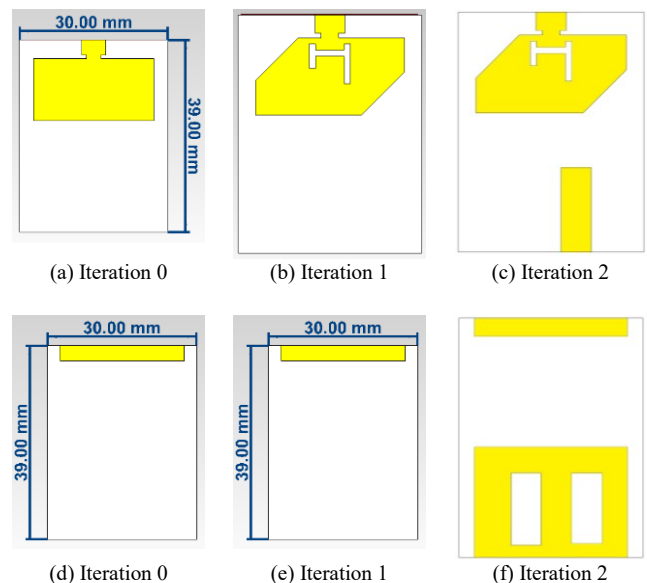 30.00 mm
39.00 mm
(a) Iteration 0
(b) Iteration 1
(c) Iteration 2
30.00 mm
30.00 mm
39.00 mm
39.00 mm
(d) Iteration 0
(e) Iteration 1
(f) Iteration 2